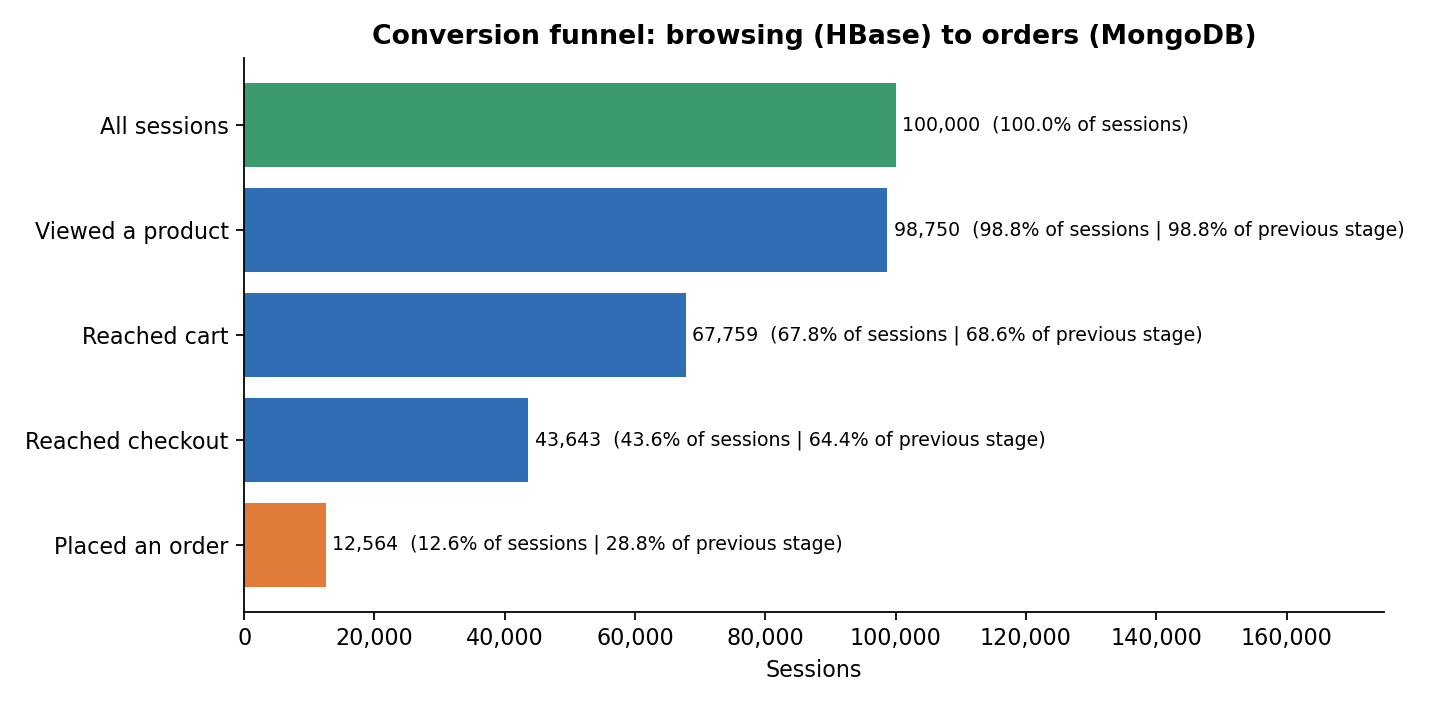 Conversion funnel: browsing (HBase) to orders (MongoDB)
All sessions
100,000  (100.0% of sessions)
Viewed a product
98,750  (98.8% of sessions | 98.8% of previous stage)
Reached cart
67,759  (67.8% of sessions | 68.6% of previous stage)
Reached checkout
43,643  (43.6% of sessions | 64.4% of previous stage)
Placed an order
12,564  (12.6% of sessions | 28.8% of previous stage)
0 20,000 40,000 60,000 80,000 100,000 120,000 140,000 160,000
Sessions